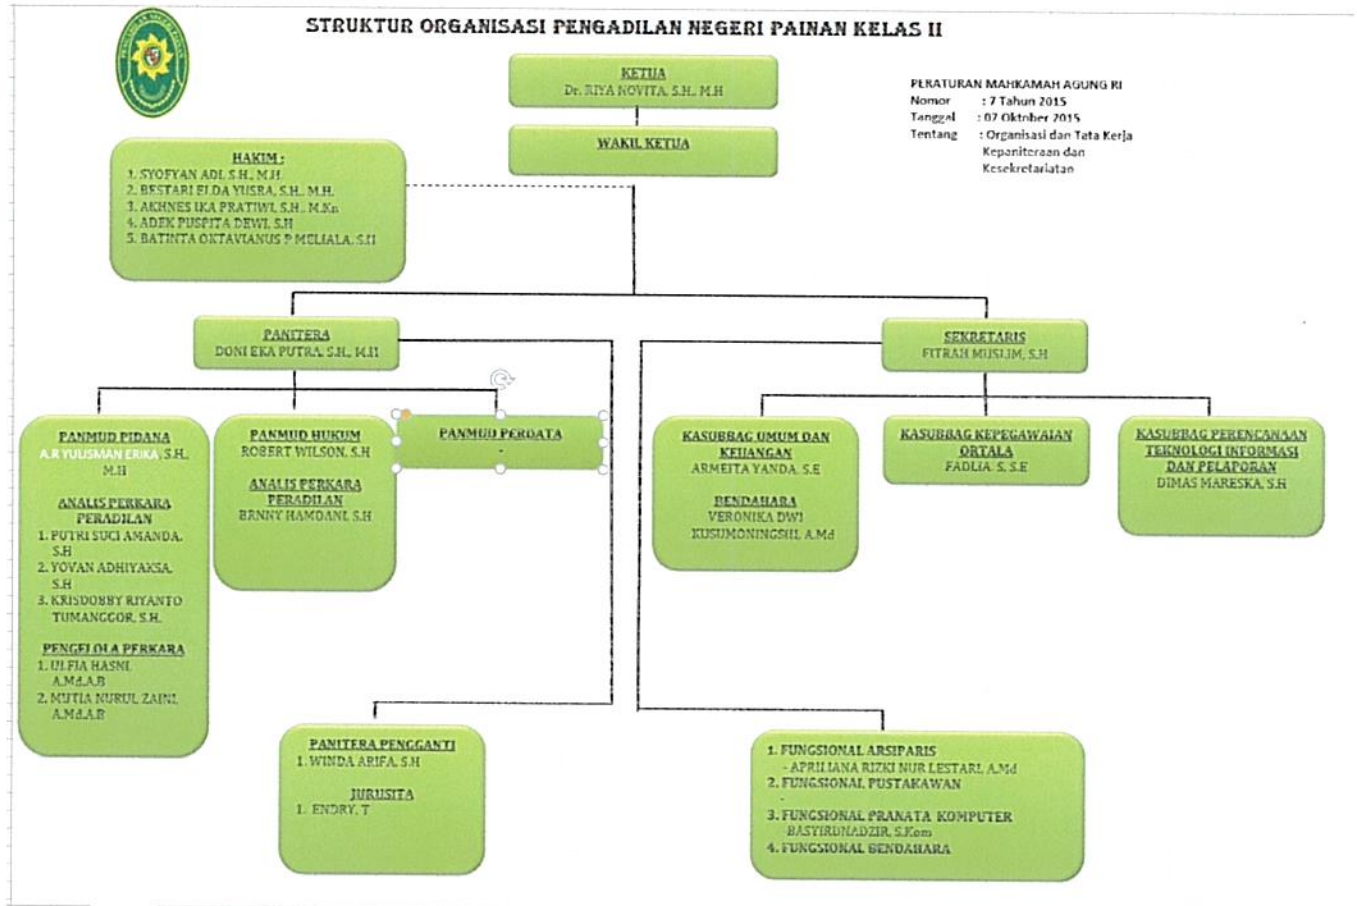 STRUKTUR ORGANISASI PENGADILAN NEGERI PAINAN KELAS II
KETUA
Dr. RIYA NOVITA, S.H., M.H
WAKIL KETUA
PERATURAN MAHKAMAH AGUNG RI
Nomor : 7 Tahun 2015
Tanggal : 07 Oktober 2015
Tentang : Organisasi dan Tata Kerja
Kepaniteraan dan
Kesekretariatan
HAKIM :
1. SYOFYAN ADI, S.H., M.H.
2. BESTARI ELDA YUSRA, S.H., M.H.
3. AKHNES IKA PRATIWI, S.H., M.Kn
4. ADEK PUSPITA DEWI, S.H
5. BATINTA OKTAVIANUS P MELIALA, S.H
PANITERA
DONI EKA PUTRA, S.H., M.H
SEKRETARIS
FITRAH MUSLIM, S.H
PANMUD PIDANA
A.R YULISMAN ERIKA, S.H.,
M.H
ANALIS PERKARA
PERADILAN
1. PUTRI SUCI AMANDA,
S.H
2. YOVAN ADHIYAKSA,
S.H
3. KRISDOBBY RIYANTO
TUMANGGOR, S.H.
PENGELOLA PERKARA
1. ULFIA HASNI,
A.Md.A.B
2. MUTIA NURUL ZAINI,
A.Md.A.B
PANMUD HUKUM
ROBERT WILSON, S.H
ANALIS PERKARA
PERADILAN
BENNY HAMDANI, S.H
PANMUD PERDATA
-
KASUBBAG UMUM DAN
KEUANGAN
ARMEITA YANDA, S.E
BENDAHARA
VERONIKA DWI
KUSUMONINGSIH, A.Md
KASUBBAG KEPEGAWAIAN
ORTALA
FADLIA. S, S.E
KASUBBAG PERENCANAAN
TEKNOLOGI INFORMASI
DAN PELAPORAN
DIMAS MARESKA, S.H
PANITERA PENGGANTI
1. WINDA ARIFA, S.H
JURUSITA
1. ENDRY, T
1. FUNGSIONAL ARSIPARIS
- APRILIANA RIZKI NUR LESTARI, A.Md
2. FUNGSIONAL PUSTAKAWAN
-
3. FUNGSIONAL PRANATA KOMPUTER
-BASYIRUNADZIR, S.Kom
4. FUNGSIONAL BENDAHARA